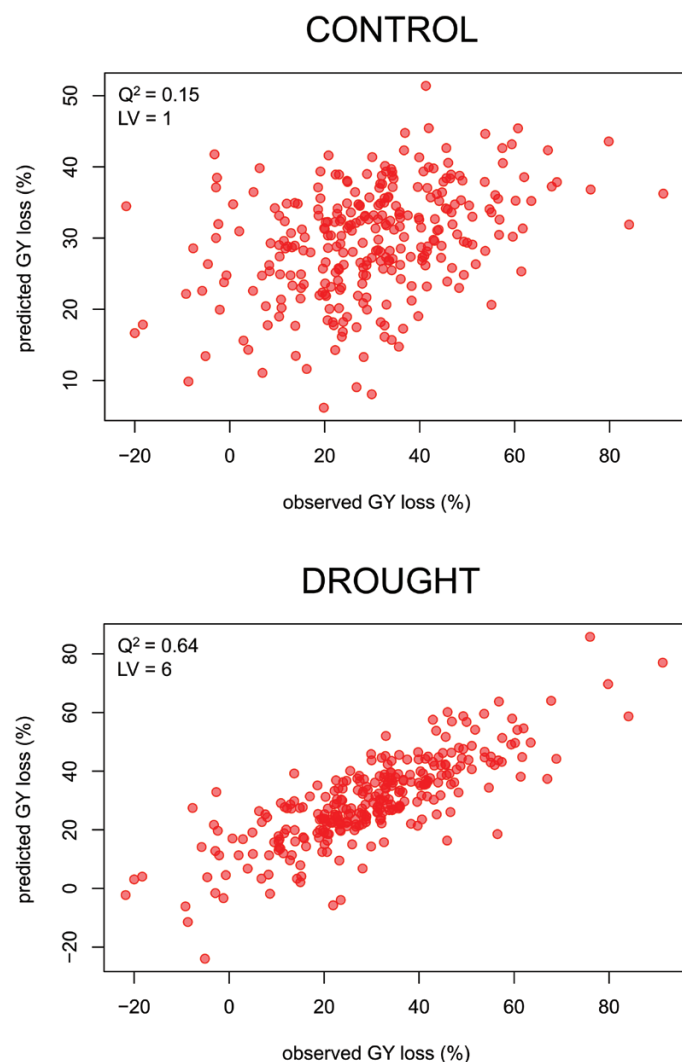 CONTROL
Q² = 0.15
LV = 1
50
40
30
20
10
predicted GY loss (%)
−20 0 20 40 60 80
observed GY loss (%)
DROUGHT
Q² = 0.64
LV = 6
80
60
40
20
0
−20
predicted GY loss (%)
−20 0 20 40 60 80
observed GY loss (%)